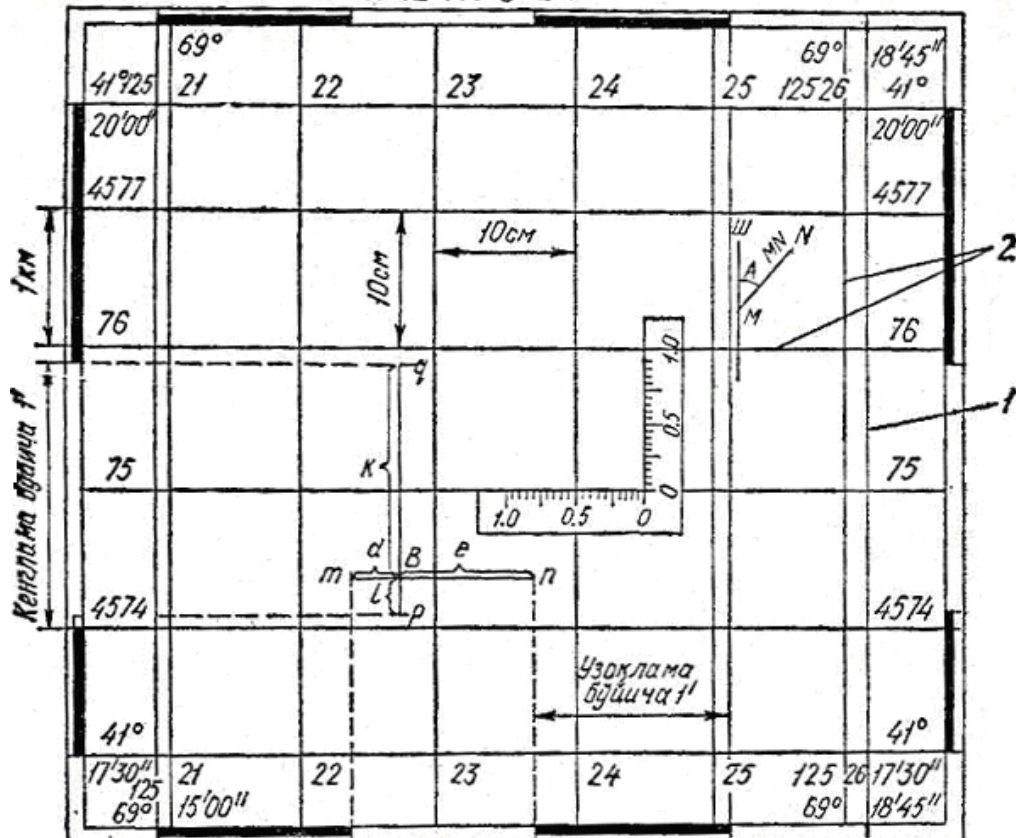 69° 69° 18'45"
41° 125 21 22 23 24 25 12526 41°
20'00" 20'00"
4577 4577
10см
Ш
A MN N
1 км
10см
M
2
76 76
q
1.0
1
Кенглама бўйича 1'
K
0.5
75 75
0
1.0 0.5 0
d B e
m n
l p
4574 4574
Узоқлама
бўйича 1'
41° 41°
17'30" 21 22 23 24 25 125 26 17'30"
125
69° 15'00" 69° 18'45"